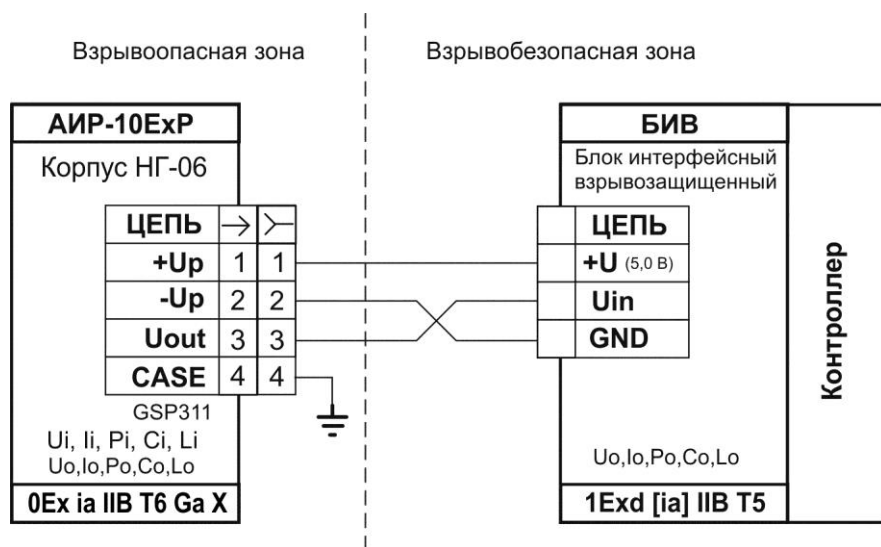 Взрывоопасная зона
Взрывобезопасная зона
АИР-10ExP
Корпус НГ-06
ЦЕПЬ
+Up 1 1
-Up 2 2
Uout 3 3
CASE 4 4
GSP311
Ui, Ii, Pi, Ci, Li
Uo,Io,Po,Co,Lo
0Ex ia IIB T6 Ga X
БИВ
Блок интерфейсный
взрывозащищенный
ЦЕПЬ
+U (5,0 В)
Uin
GND
Uo,Io,Po,Co,Lo
1Exd [ia] IIB T5
Контроллер